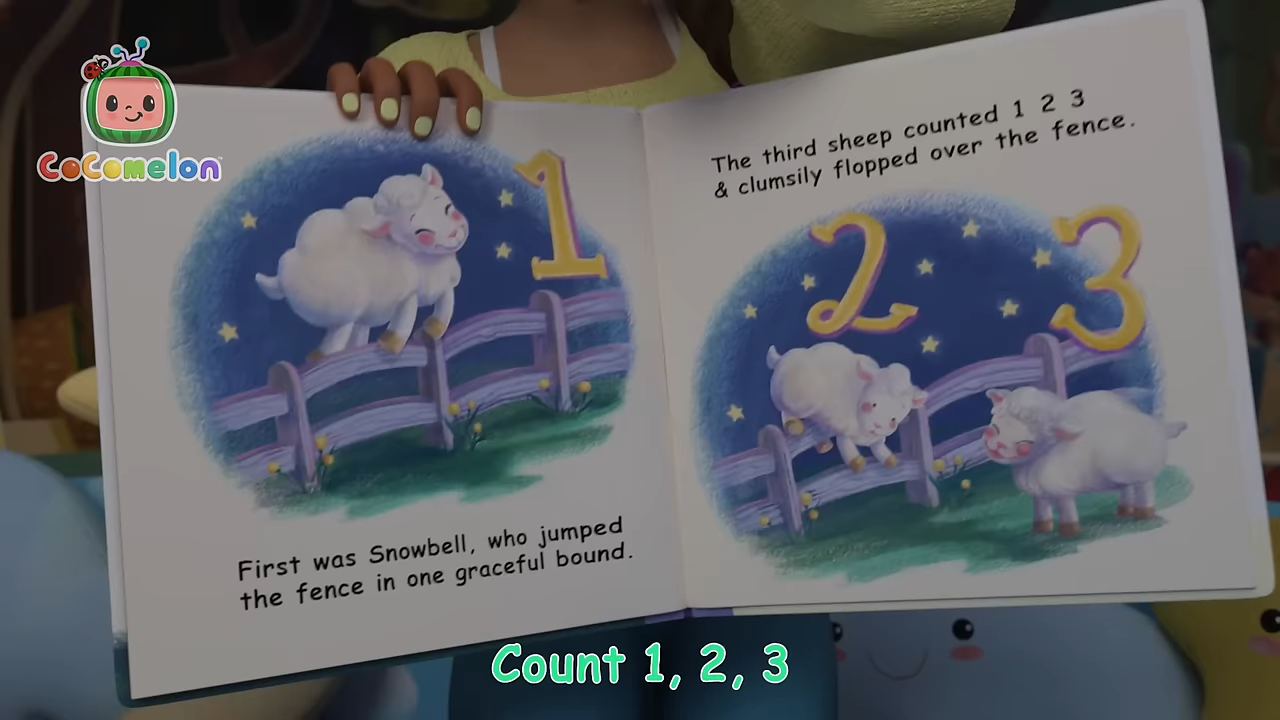 CoComelon
1
First was Snowbell, who jumped
the fence in one graceful bound.
The third sheep counted 1 2 3
& clumsily flopped over the fence.
2
3
Count 1, 2, 3